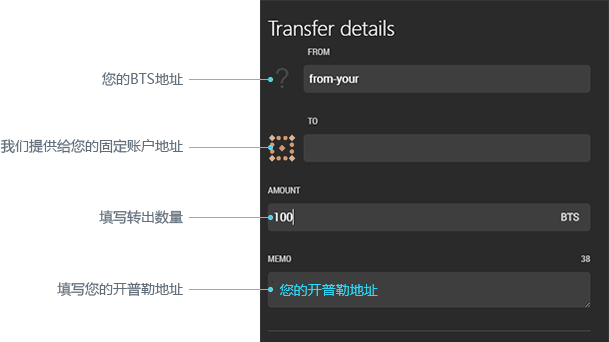 Transfer details
FROM
您的BTS地址
from-your
TO
我们提供给您的固定账户地址
AMOUNT
填写转出数量
100
BTS
MEMO
38
填写您的开普勒地址
您的开普勒地址